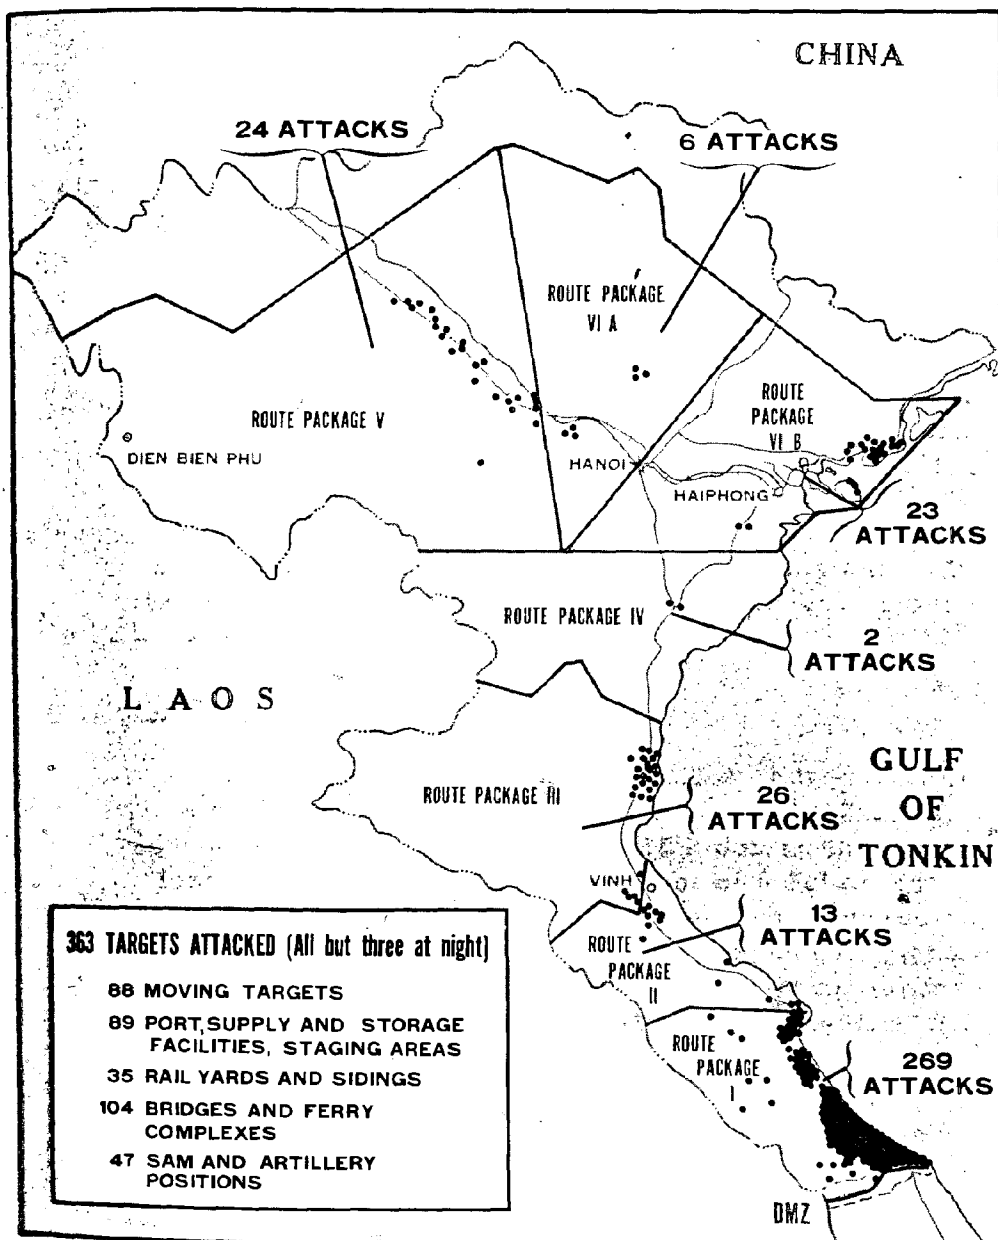 CHINA
24 ATTACKS
6 ATTACKS
ROUTE PACKAGE
VI A
ROUTE
PACKAGE
VI B
ROUTE PACKAGE V
DIEN BIEN PHU
HANOI
HAIPHONG
23
ATTACKS
ROUTE PACKAGE IV
2
ATTACKS
LAOS
GULF
OF
TONKIN
ROUTE PACKAGE III
26
ATTACKS
VINH
13
ATTACKS
ROUTE
PACKAGE
II
363 TARGETS ATTACKED (All but three at night)
88 MOVING TARGETS
89 PORT, SUPPLY AND STORAGE
FACILITIES, STAGING AREAS
35 RAIL YARDS AND SIDINGS
104 BRIDGES AND FERRY
COMPLEXES
47 SAM AND ARTILLERY
POSITIONS
ROUTE
PACKAGE
I
269
ATTACKS
DMZ